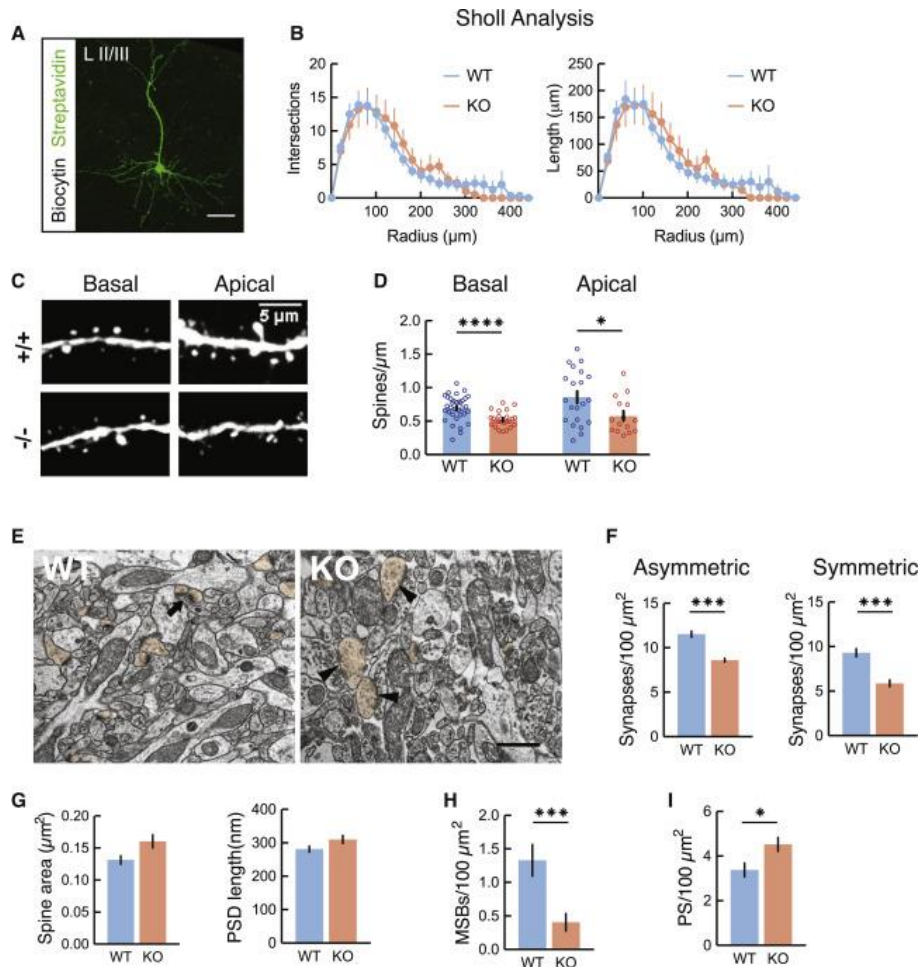 Sholl Analysis
A
Biocytin Streptavidin
L II/III
B
Intersections
20
15
10
5
0
100 200 300 400
Radius (µm)
WT
KO
Length (µm)
250
200
150
100
50
0
100 200 300 400
Radius (µm)
WT
KO
C
Basal Apical
+/+
-/-
5 µm
D
Basal Apical
Spines/µm
2.0
1.5
1.0
0.5
0.0
**** *
WT KO WT KO
E
WT
KO
F
Asymmetric
Synapses/100 µm²
15
10
5
0
***
WT KO
Symmetric
Synapses/100 µm²
15
10
5
0
***
WT KO
G
Spine area (µm²)
0.20
0.15
0.10
0.05
0.00
WT KO
PSD length(nm)
400
300
200
100
0
WT KO
H
MSBs/100 µm²
2.0
1.5
1.0
0.5
0.0
***
WT KO
I
PS/100 µm²
6
4
2
0
*
WT KO